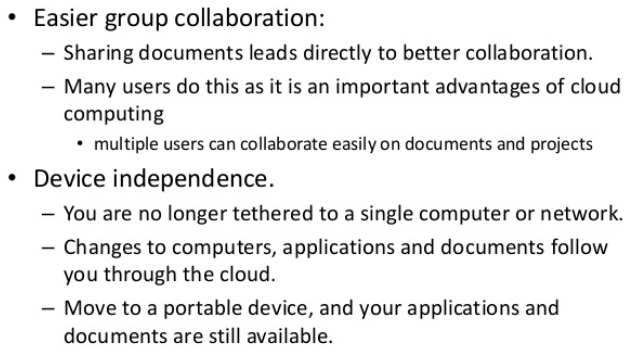 • Easier group collaboration:
– Sharing documents leads directly to better collaboration.
– Many users do this as it is an important advantages of cloud
computing
• multiple users can collaborate easily on documents and projects
• Device independence.
– You are no longer tethered to a single computer or network.
– Changes to computers, applications and documents follow
you through the cloud.
– Move to a portable device, and your applications and
documents are still available.